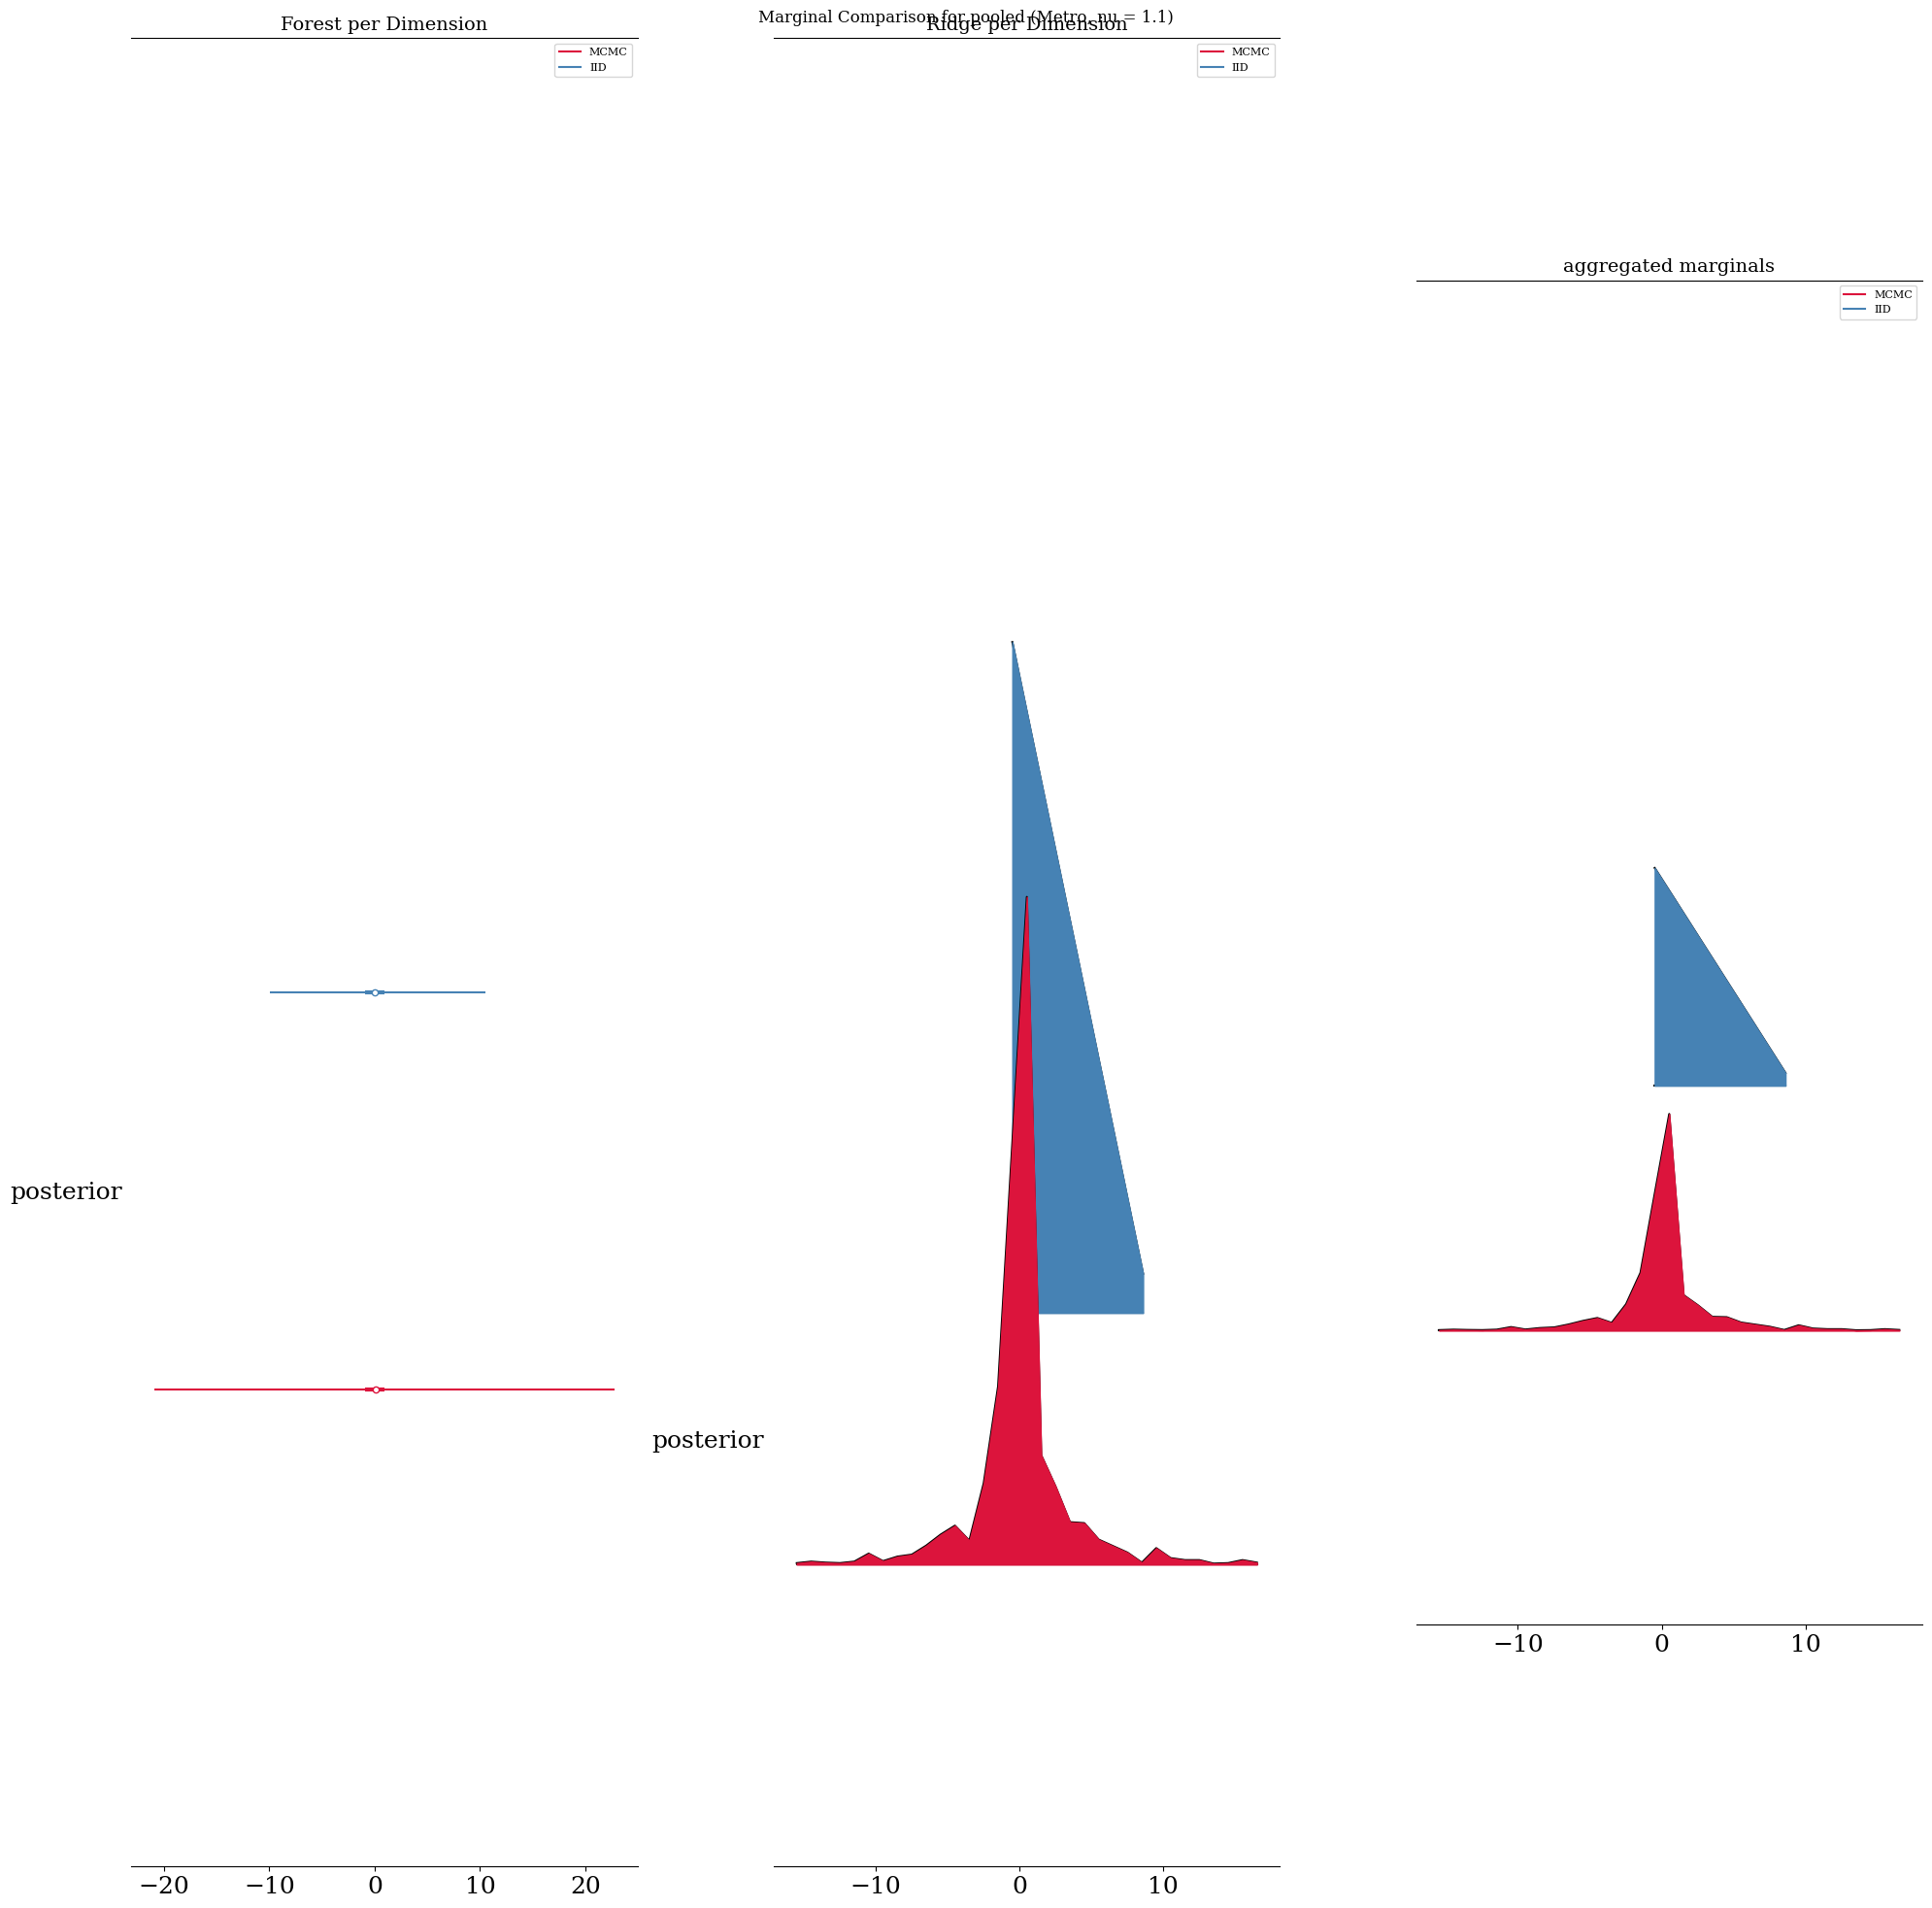 Marginal Comparison for pooled (Metro, nu = 1.1)
Forest per Dimension
MCMC
IID
posterior
−20 −10 0 10 20
Ridge per Dimension
MCMC
IID
posterior
−10 0 10
aggregated marginals
MCMC
IID
−10 0 10